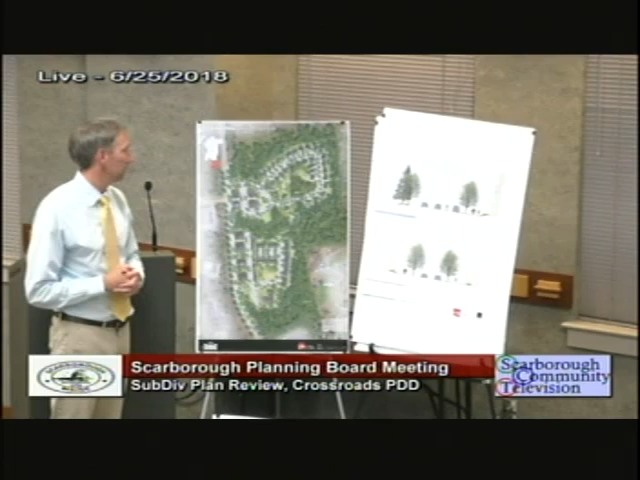 Live - 6/25/2018
Scarborough Planning Board Meeting
SubDiv Plan Review, Crossroads PDD
Scarborough
Community
Television